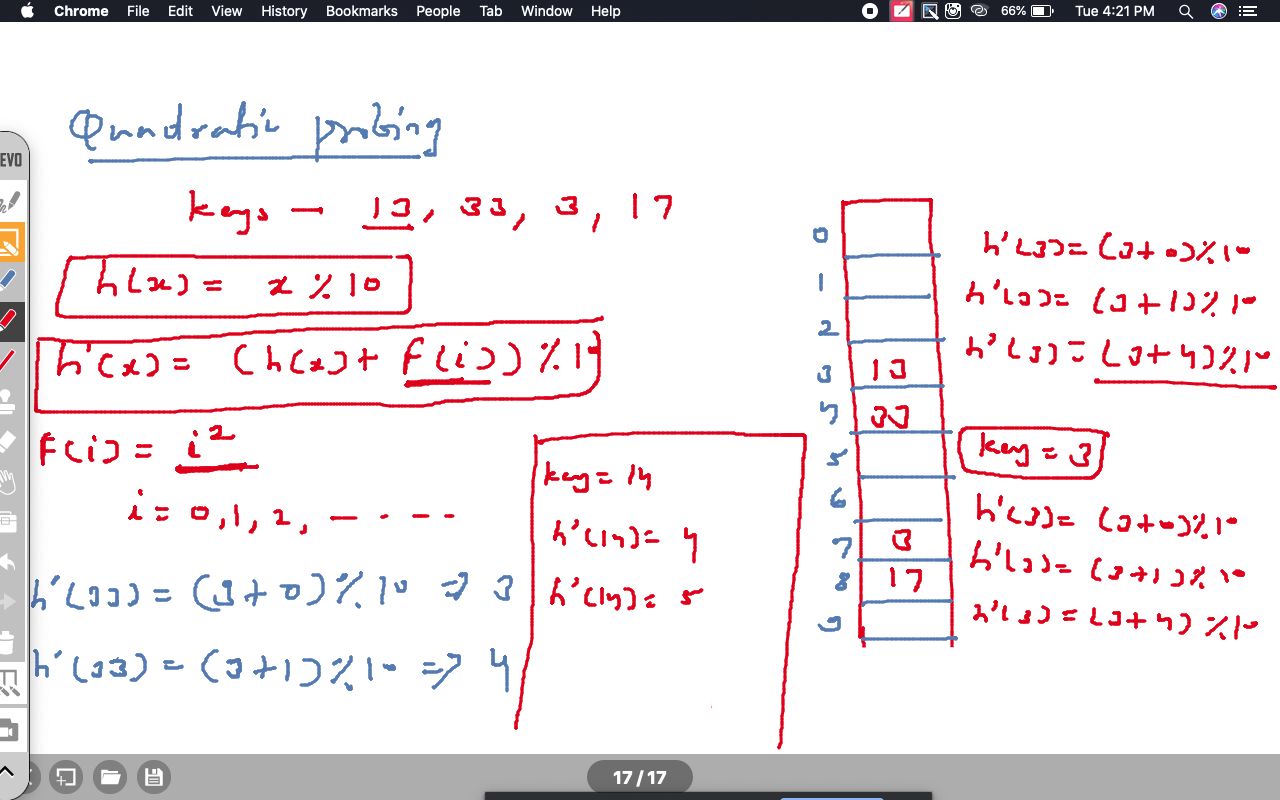 Chrome File Edit View History Bookmarks People Tab Window Help 66% Tue 4:21 PM
EVO
Quadratic probing
keys — 13, 33, 3, 17
h(x) = x % 10
h'(x) = (h(x) + f(i)) % 10
F(i) = i²
i = 0, 1, 2, — - - - -
h'(33) = (3+0) % 10 => 3
h'(33) = (3+1) % 10 => 4
key = 14
h'(14) = 4
h'(14) = 5
0
1
2
3 13
4 33
5
6
7 3
8 17
9
h'(3) = (3+0) % 10
h'(3) = (3+1) % 10
h'(3) = (3+4) % 10
key = 3
h'(3) = (3+0) % 10
h'(3) = (3+1) % 10
h'(3) = (3+4) % 10
17 / 17